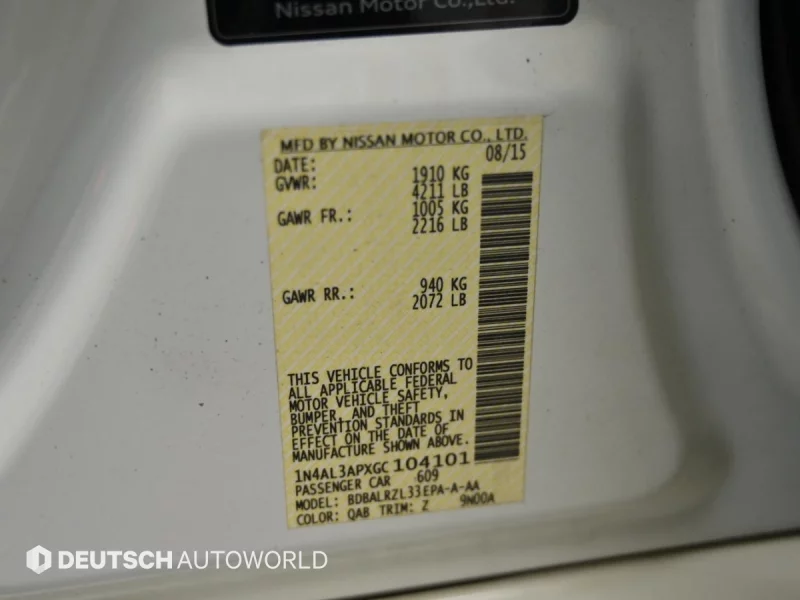 Nissan Motor Co.,Ltd.
MFD BY NISSAN MOTOR CO., LTD.
DATE: 08/15
GVWR: 1910 KG
4211 LB
GAWR FR.: 1005 KG
2216 LB
GAWR RR.: 940 KG
2072 LB
THIS VEHICLE CONFORMS TO
ALL APPLICABLE FEDERAL
MOTOR VEHICLE SAFETY,
BUMPER, AND THEFT
PREVENTION STANDARDS IN
EFFECT ON THE DATE OF
MANUFACTURE SHOWN ABOVE.
1N4AL3APXGC104101
PASSENGER CAR 609
MODEL: BDBALRZL33EPA-A-AA
COLOR: QAB TRIM: Z 9N00A
DEUTSCH AUTOWORLD